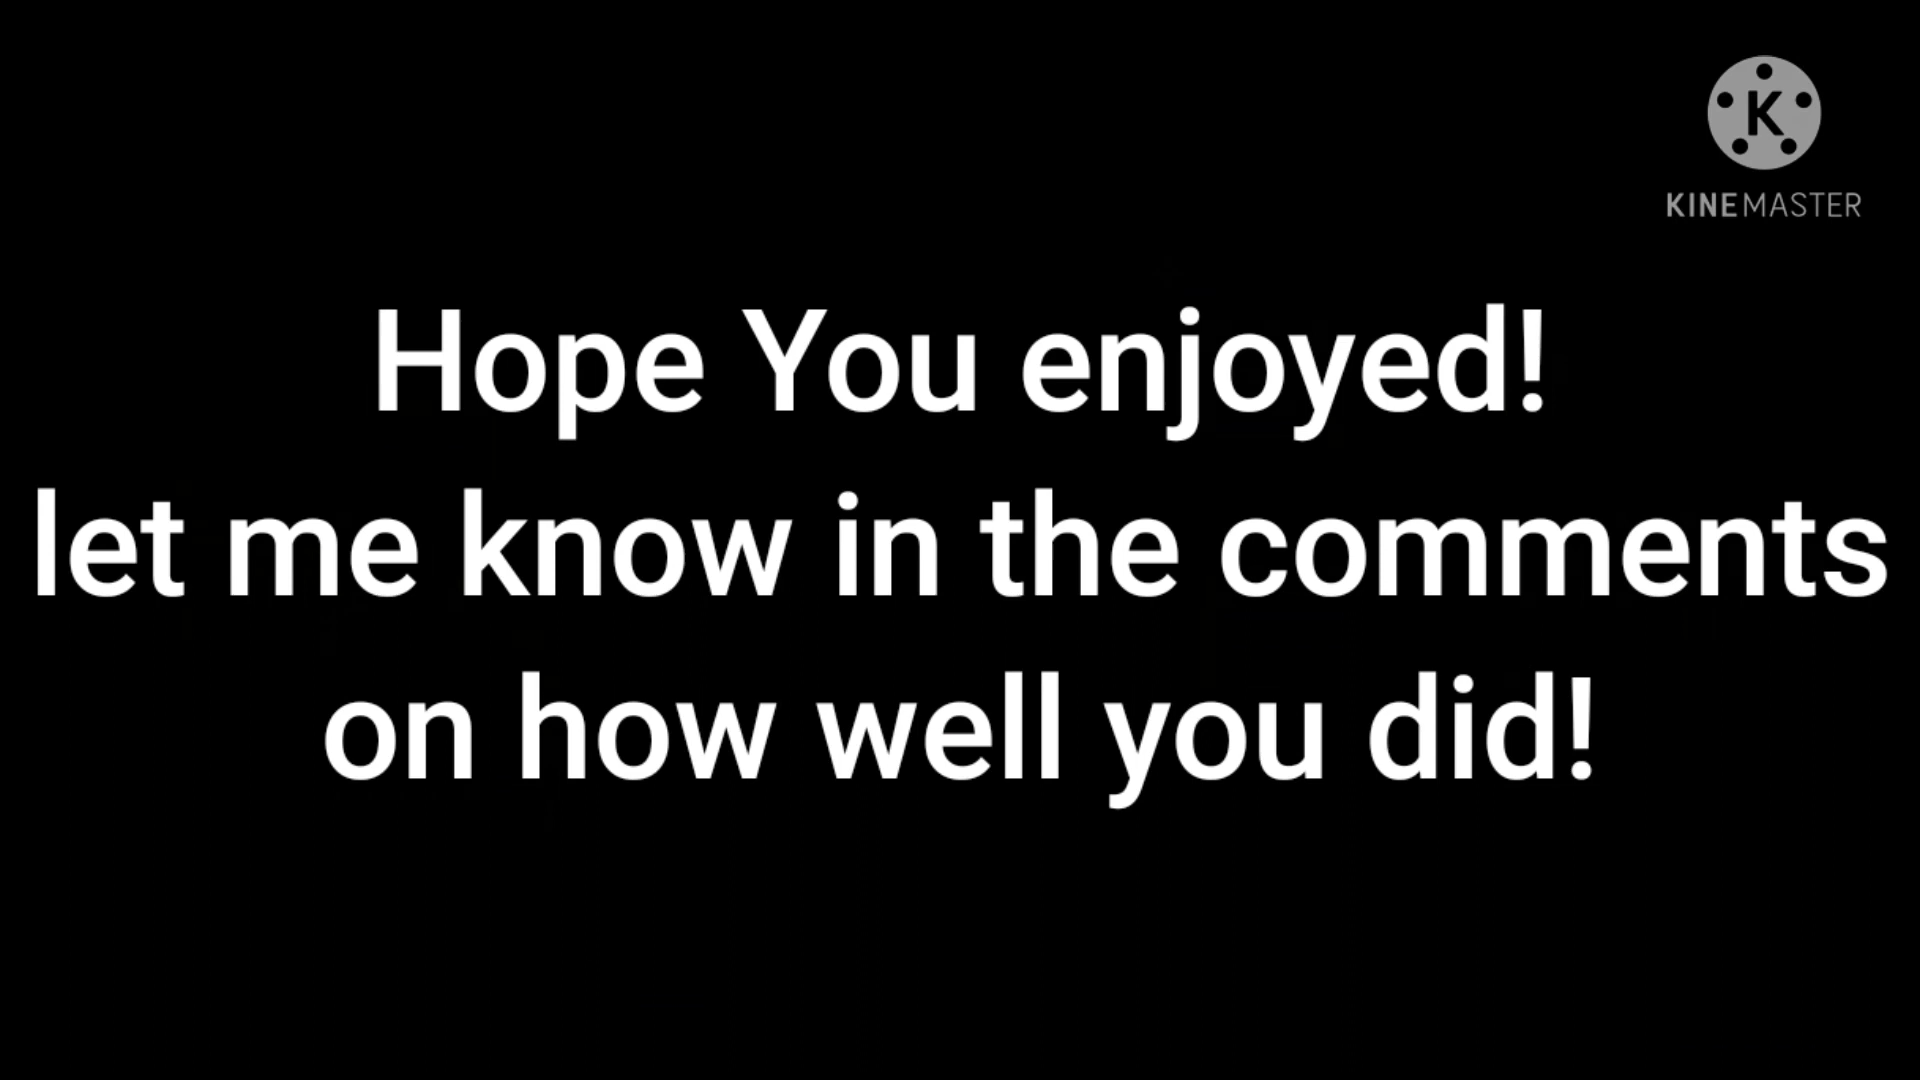 K
KINEMASTER
Hope You enjoyed!
let me know in the comments
on how well you did!